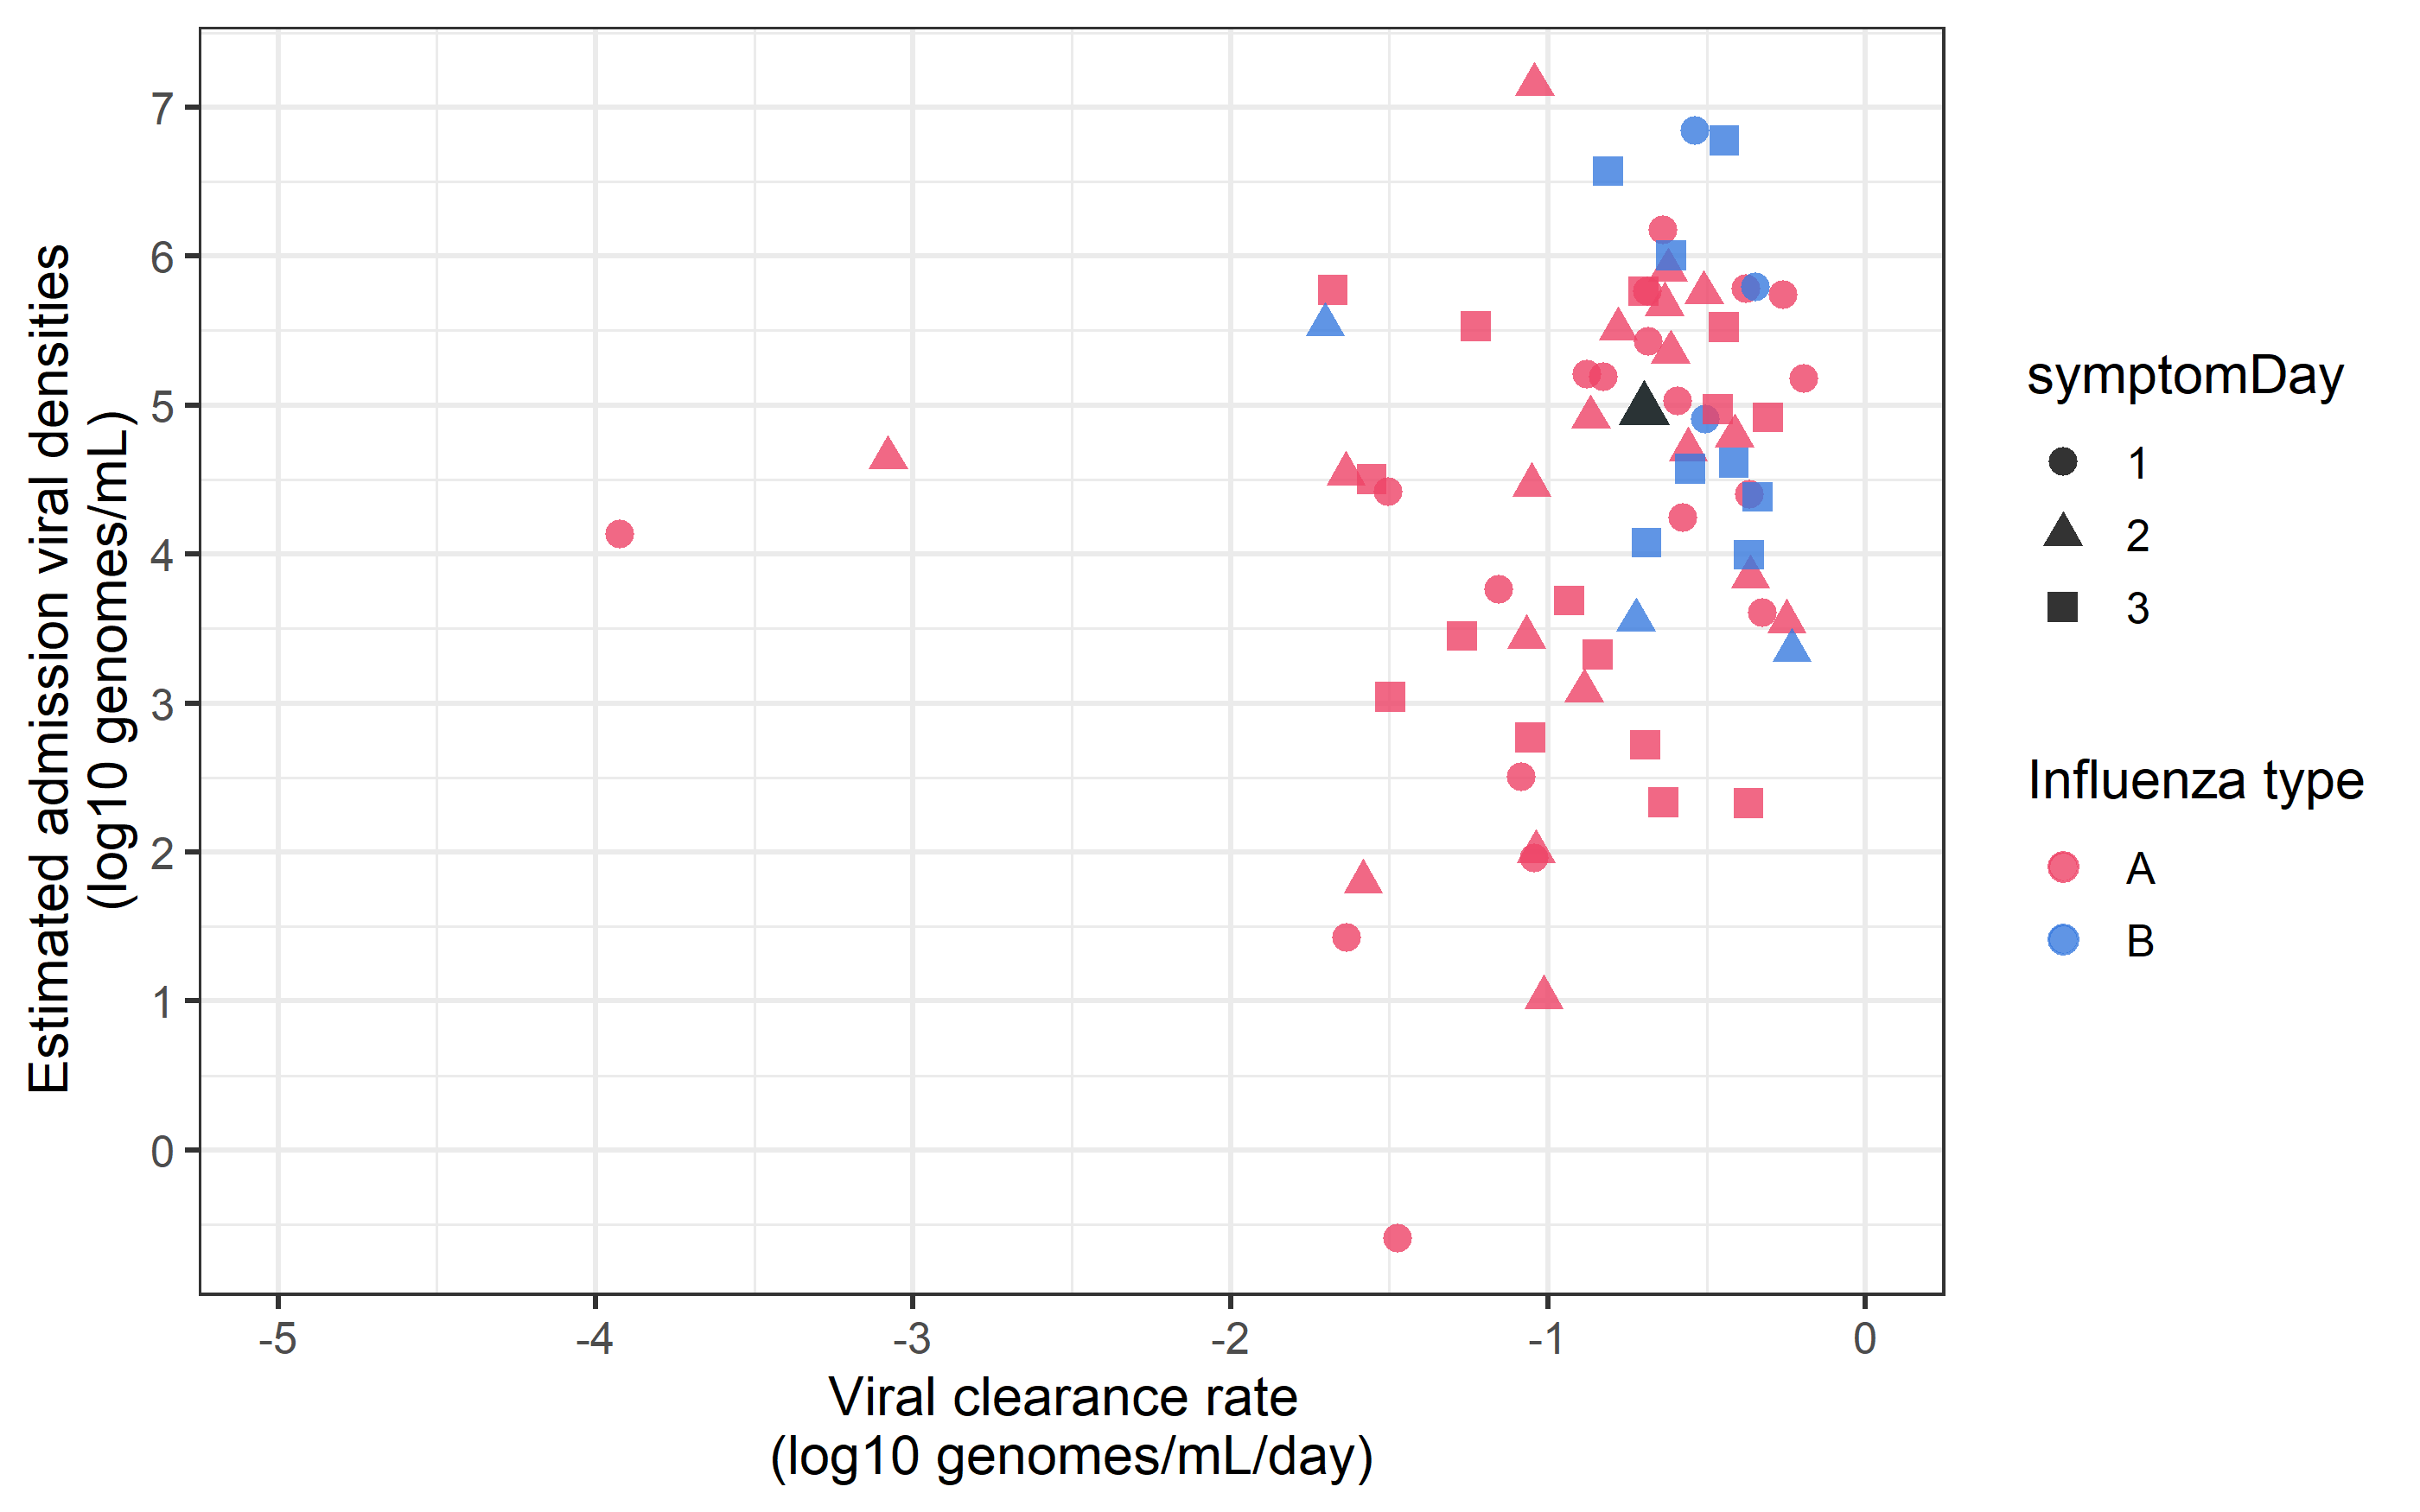 Estimated admission viral densities
(log10 genomes/mL)
7
6
5
4
3
2
1
0
-5
-4
-3
-2
-1
0
Viral clearance rate
(log10 genomes/mL/day)
symptomDay
1
2
3
Influenza type
A
B